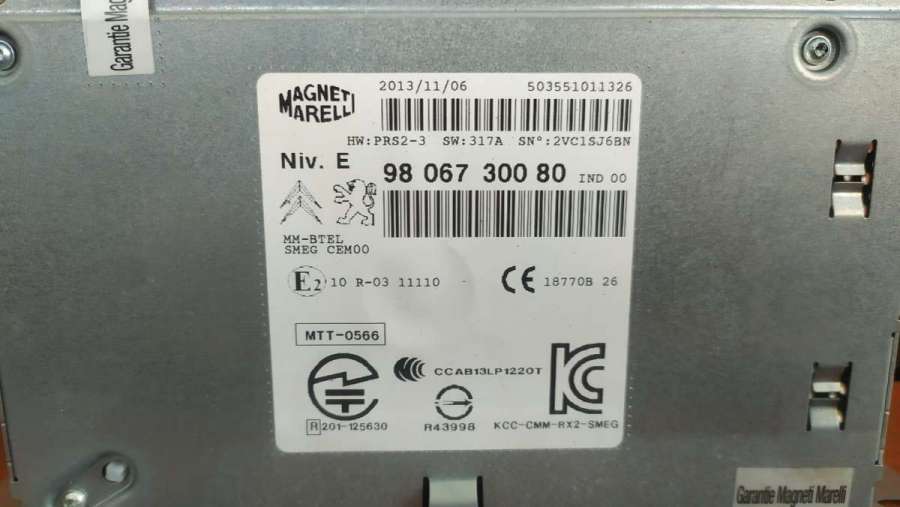 Garantie Magneti
MAGNETI
MARELLI
2013/11/06 503551011326
HW:PRS2-3 SW:317A SN°:2VC1SJ6BN
Niv. E
98 067 300 80 IND 00
MM-BTEL
SMEG CEM00
E2 10 R-03 11110
CE 18770B 26
MTT-0566
CCAB13LP1220T
R 201-125630
R43998
KCC-CMM-RX2-SMEG
Garantie Magneti Marelli